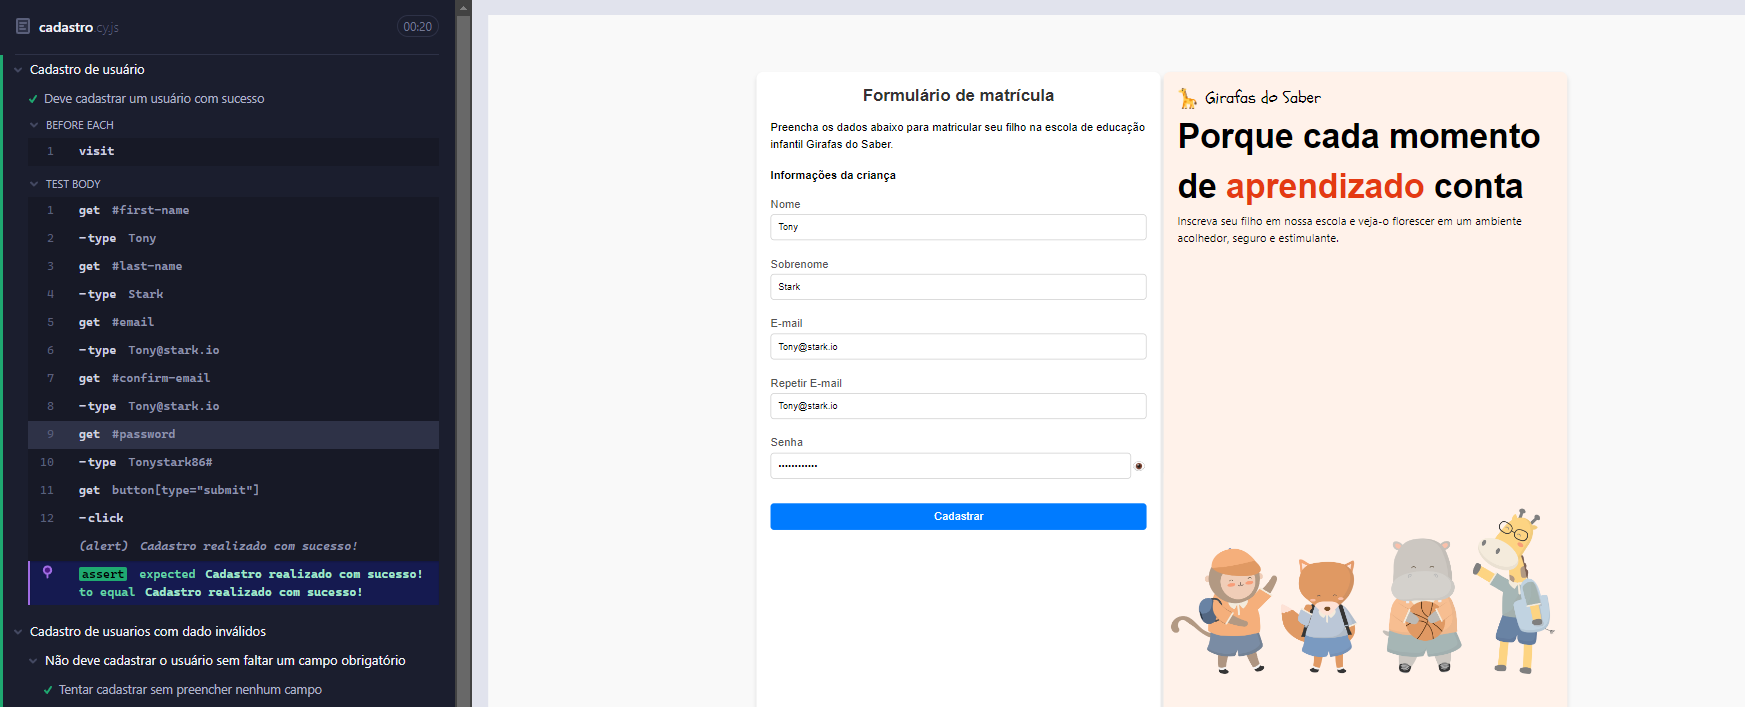 cadastro.cy.js
00:20
Cadastro de usuário
Deve cadastrar um usuário com sucesso
BEFORE EACH
1 visit
TEST BODY
1 get #first-name
2 -type Tony
3 get #last-name
4 -type Stark
5 get #email
6 -type Tony@stark.io
7 get #confirm-email
8 -type Tony@stark.io
9 get #password
10 -type Tonystark86#
11 get button[type="submit"]
12 -click
(alert) Cadastro realizado com sucesso!
assert expected Cadastro realizado com sucesso!
to equal Cadastro realizado com sucesso!
Cadastro de usuarios com dado inválidos
Não deve cadastrar o usuário sem faltar um campo obrigatório
Tentar cadastrar sem preencher nenhum campo
Formulário de matrícula
Preencha os dados abaixo para matricular seu filho na escola de educação
infantil Girafas do Saber.
Informações da criança
Nome
Tony
Sobrenome
Stark
E-mail
Tony@stark.io
Repetir E-mail
Tony@stark.io
Senha
••••••••••••
Cadastrar
Girafas do Saber
Porque cada momento
de aprendizado conta
Inscreva seu filho em nossa escola e veja-o florescer em um ambiente
acolhedor, seguro e estimulante.